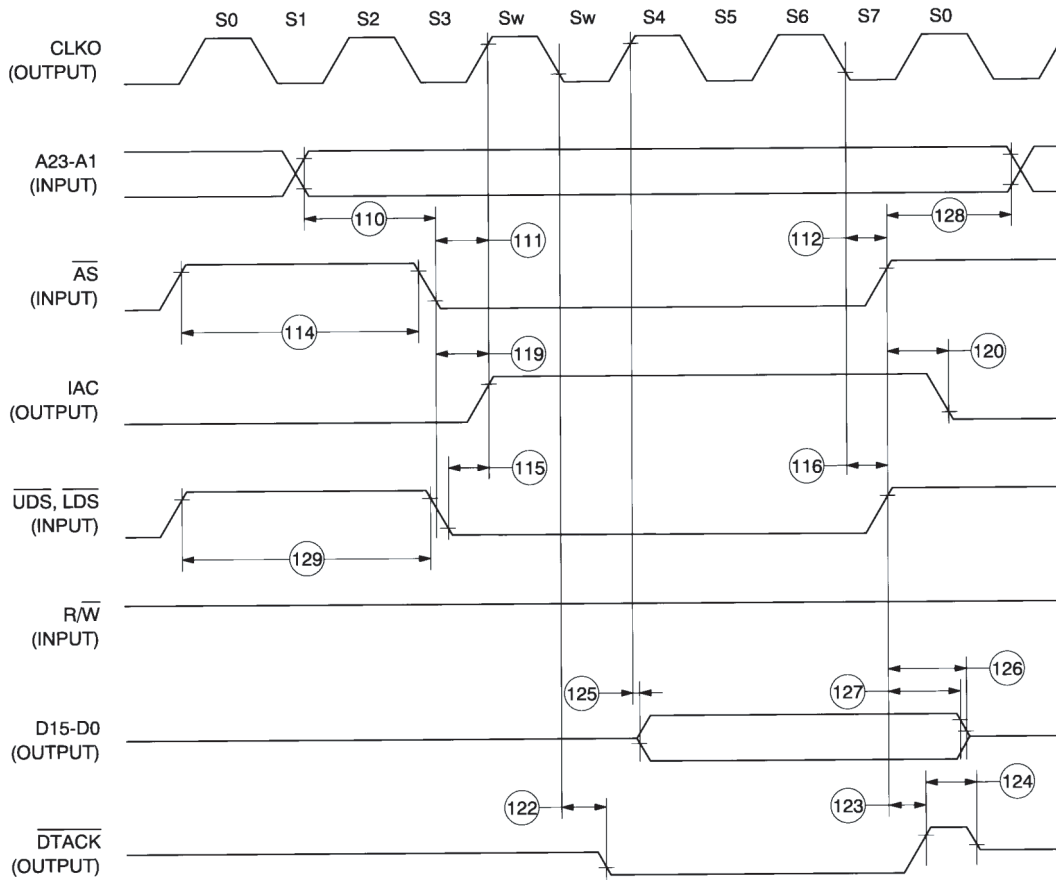 S0 S1 S2 S3 Sw Sw S4 S5 S6 S7 S0
CLKO
(OUTPUT)
A23-A1
(INPUT)
110 111 112 128
AS
(INPUT)
114 119 120
IAC
(OUTPUT)
115 116
UDS, LDS
(INPUT)
129
R/W
(INPUT)
126
125 127
D15-D0
(OUTPUT)
124
122 123
DTACK
(OUTPUT)